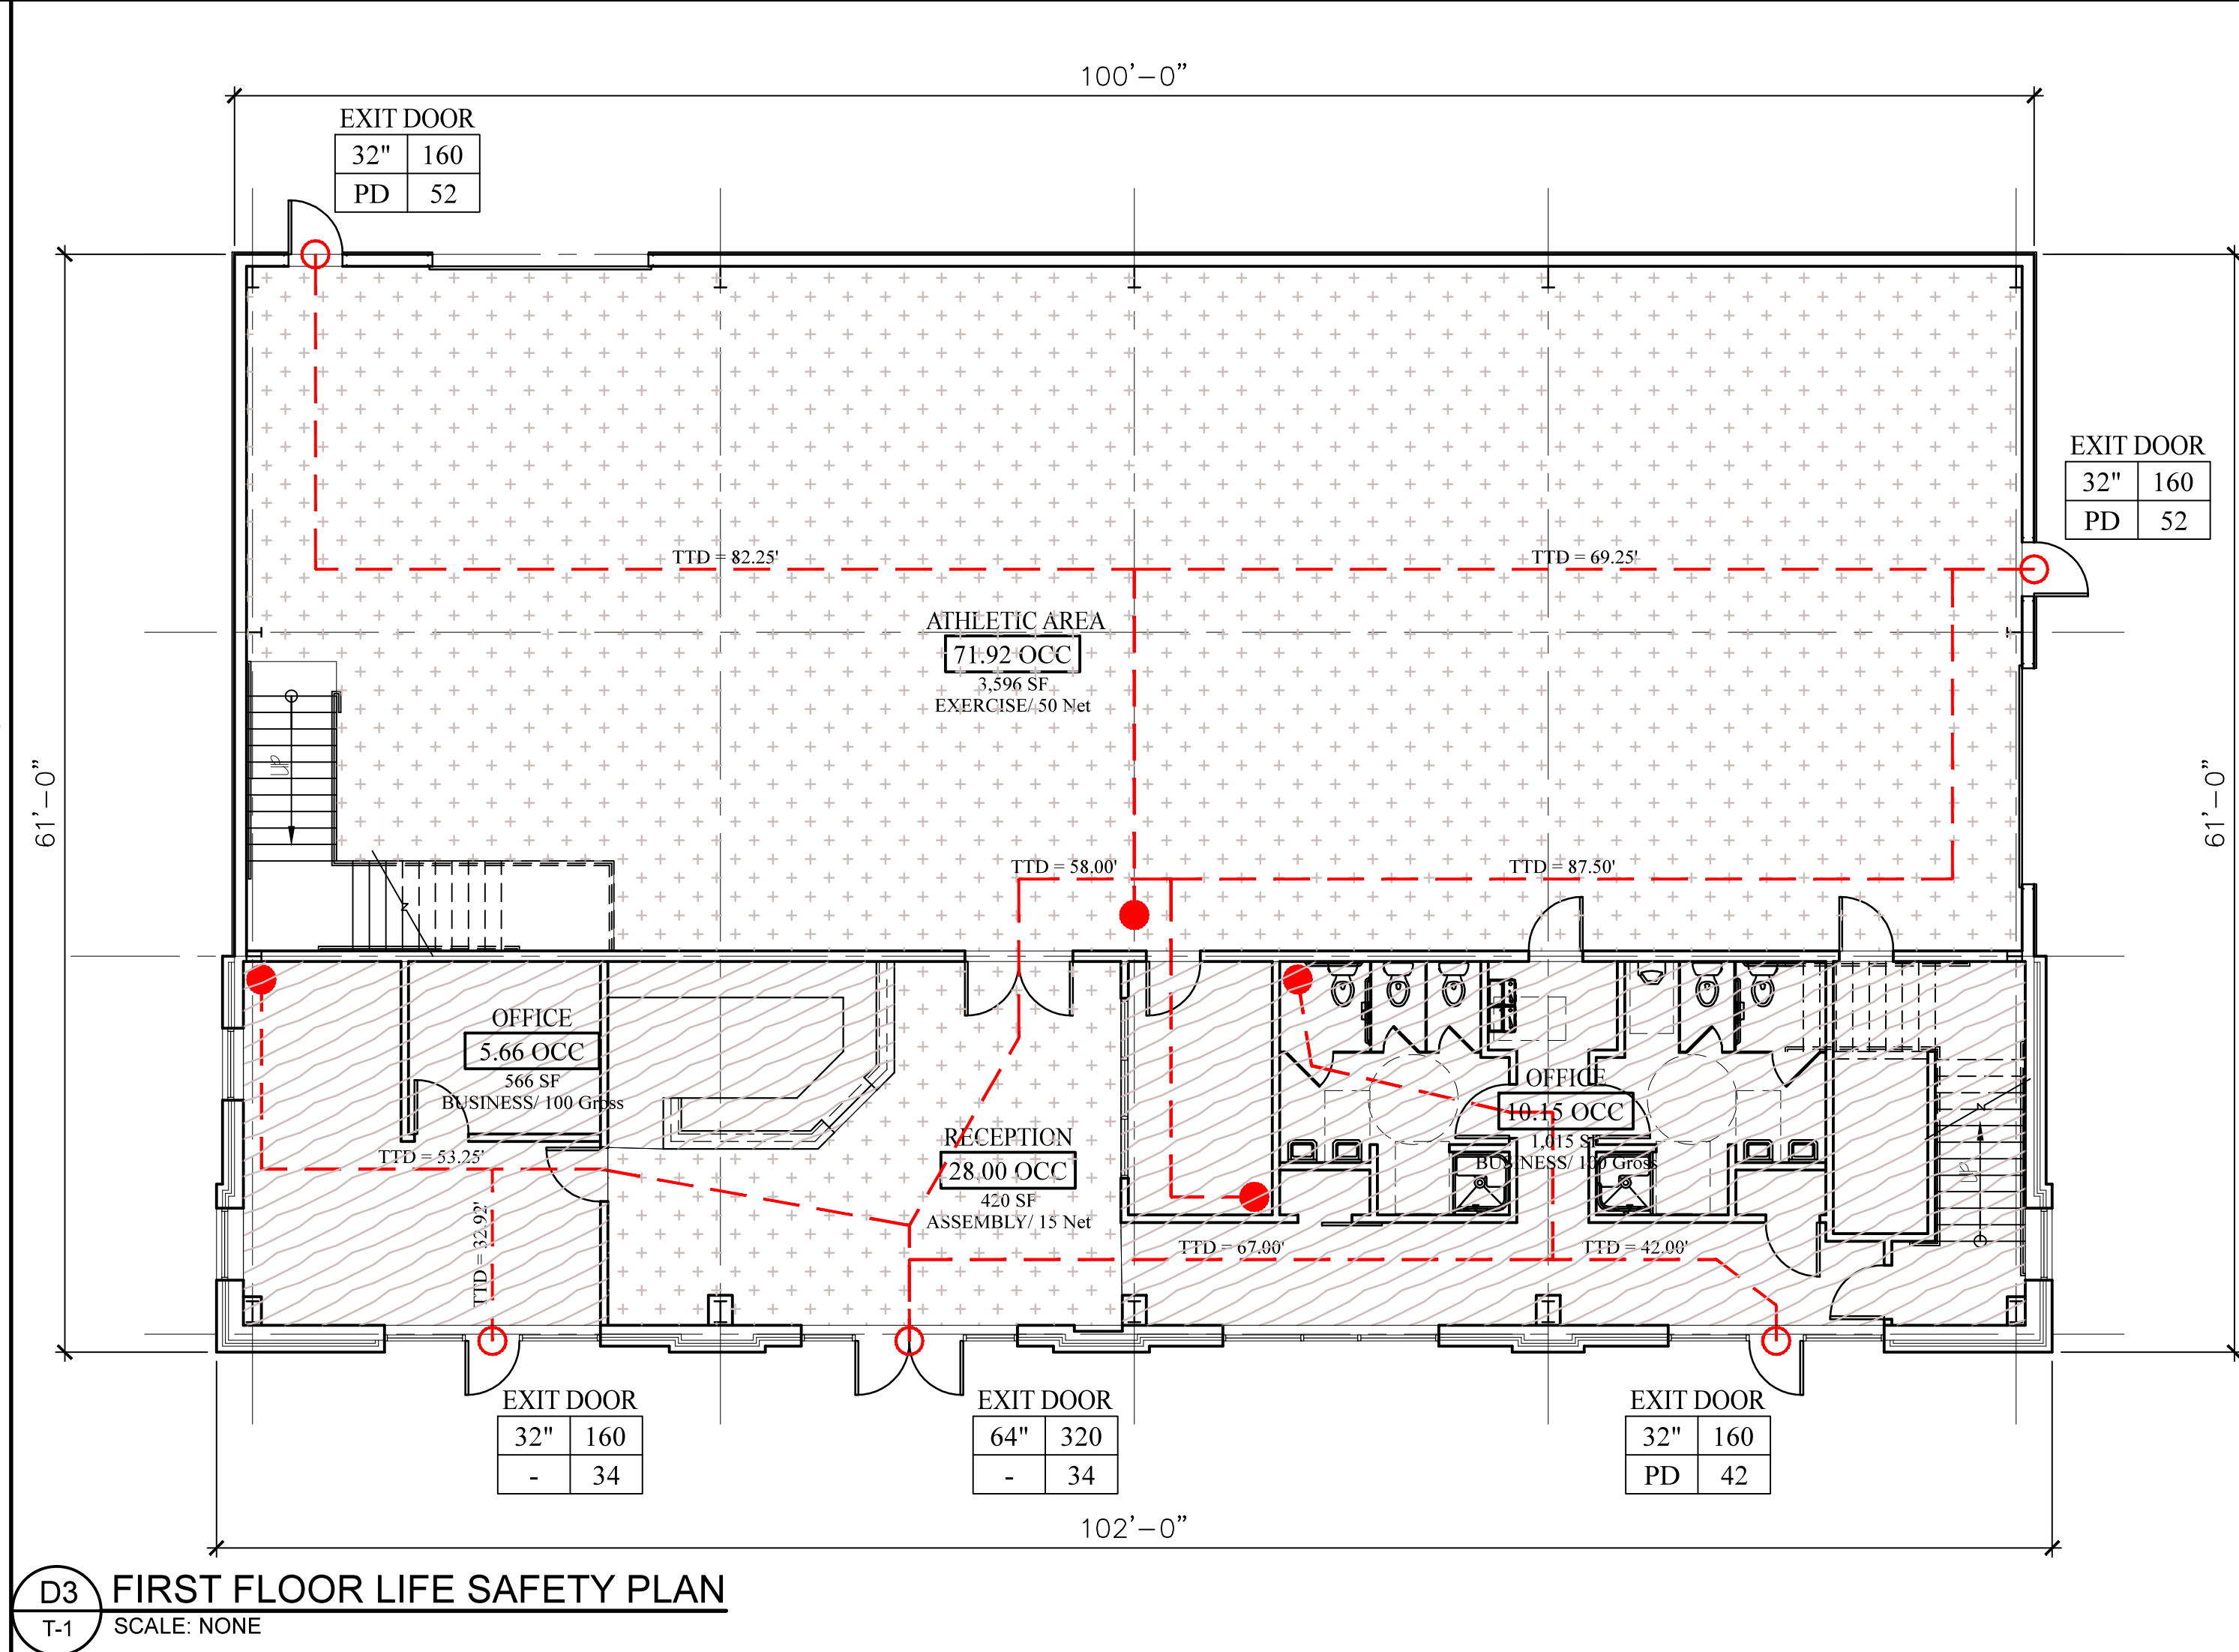 100'-0"
EXIT DOOR
32" 160
PD 52
EXIT DOOR
32" 160
PD 52
61'-0"
61'-0"
TTD = 82.25'
TTD = 69.25'
ATHLETIC AREA
71.92 OCC
3,596 SF
EXERCISE/ 50 Net
UP
TTD = 58.00'
TTD = 87.50'
OFFICE
5.66 OCC
566 SF
BUSINESS/ 100 Gross
TTD = 53.25'
TTD = 32.92'
RECEPTION
28.00 OCC
420 SF
ASSEMBLY/ 15 Net
OFFICE
10.15 OCC
1,015 SF
BUSINESS/ 100 Gross
UP
TTD = 67.00'
TTD = 42.00'
EXIT DOOR
32" 160
- 34
EXIT DOOR
64" 320
- 34
EXIT DOOR
32" 160
PD 42
102'-0"
D3
T-1
FIRST FLOOR LIFE SAFETY PLAN
SCALE: NONE